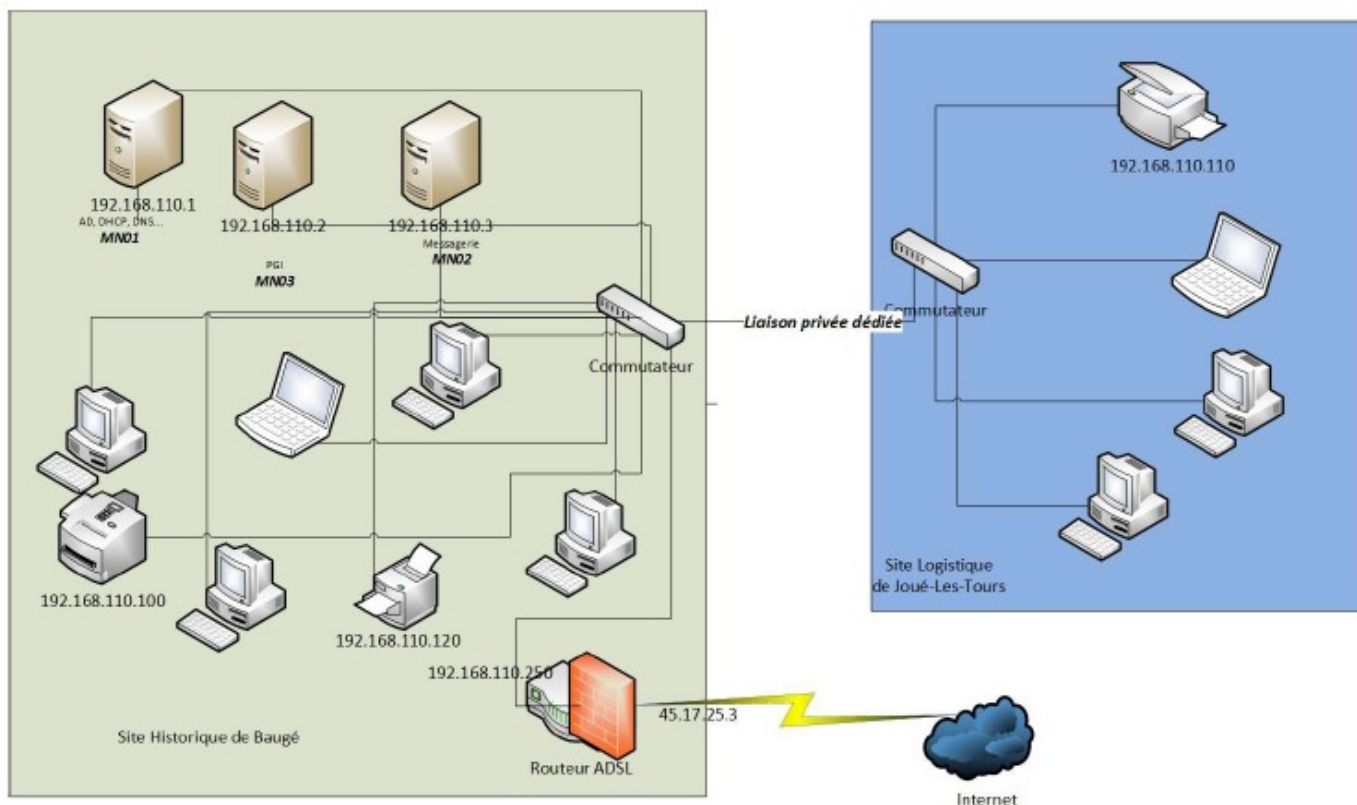 192.168.110.1
AD, DHCP, DNS...
MN01
192.168.110.2
PGI
MN03
192.168.110.3
Messagerie
MN02
192.168.110.110
Commutateur
Liaison privée dédiée
Commutateur
192.168.110.100
192.168.110.120
192.168.110.250
45.17.25.3
Site Logistique
de Joué-Les-Tours
Site Historique de Baugé
Routeur ADSL
Internet